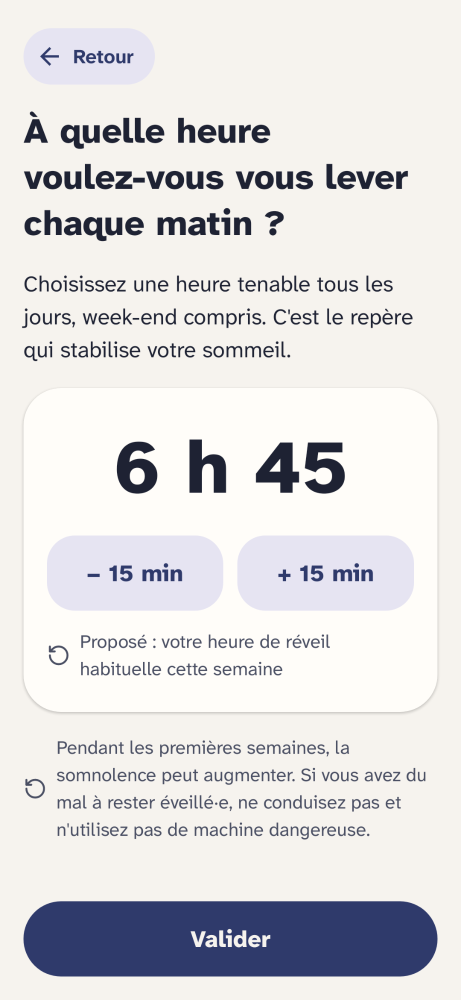 Retour
À quelle heure
voulez-vous vous lever
chaque matin ?
Choisissez une heure tenable tous les
jours, week-end compris. C'est le repère
qui stabilise votre sommeil.
6 h 45
– 15 min
+ 15 min
Proposé : votre heure de réveil
habituelle cette semaine
Pendant les premières semaines, la
somnolence peut augmenter. Si vous avez du
mal à rester éveillé·e, ne conduisez pas et
n'utilisez pas de machine dangereuse.
Valider